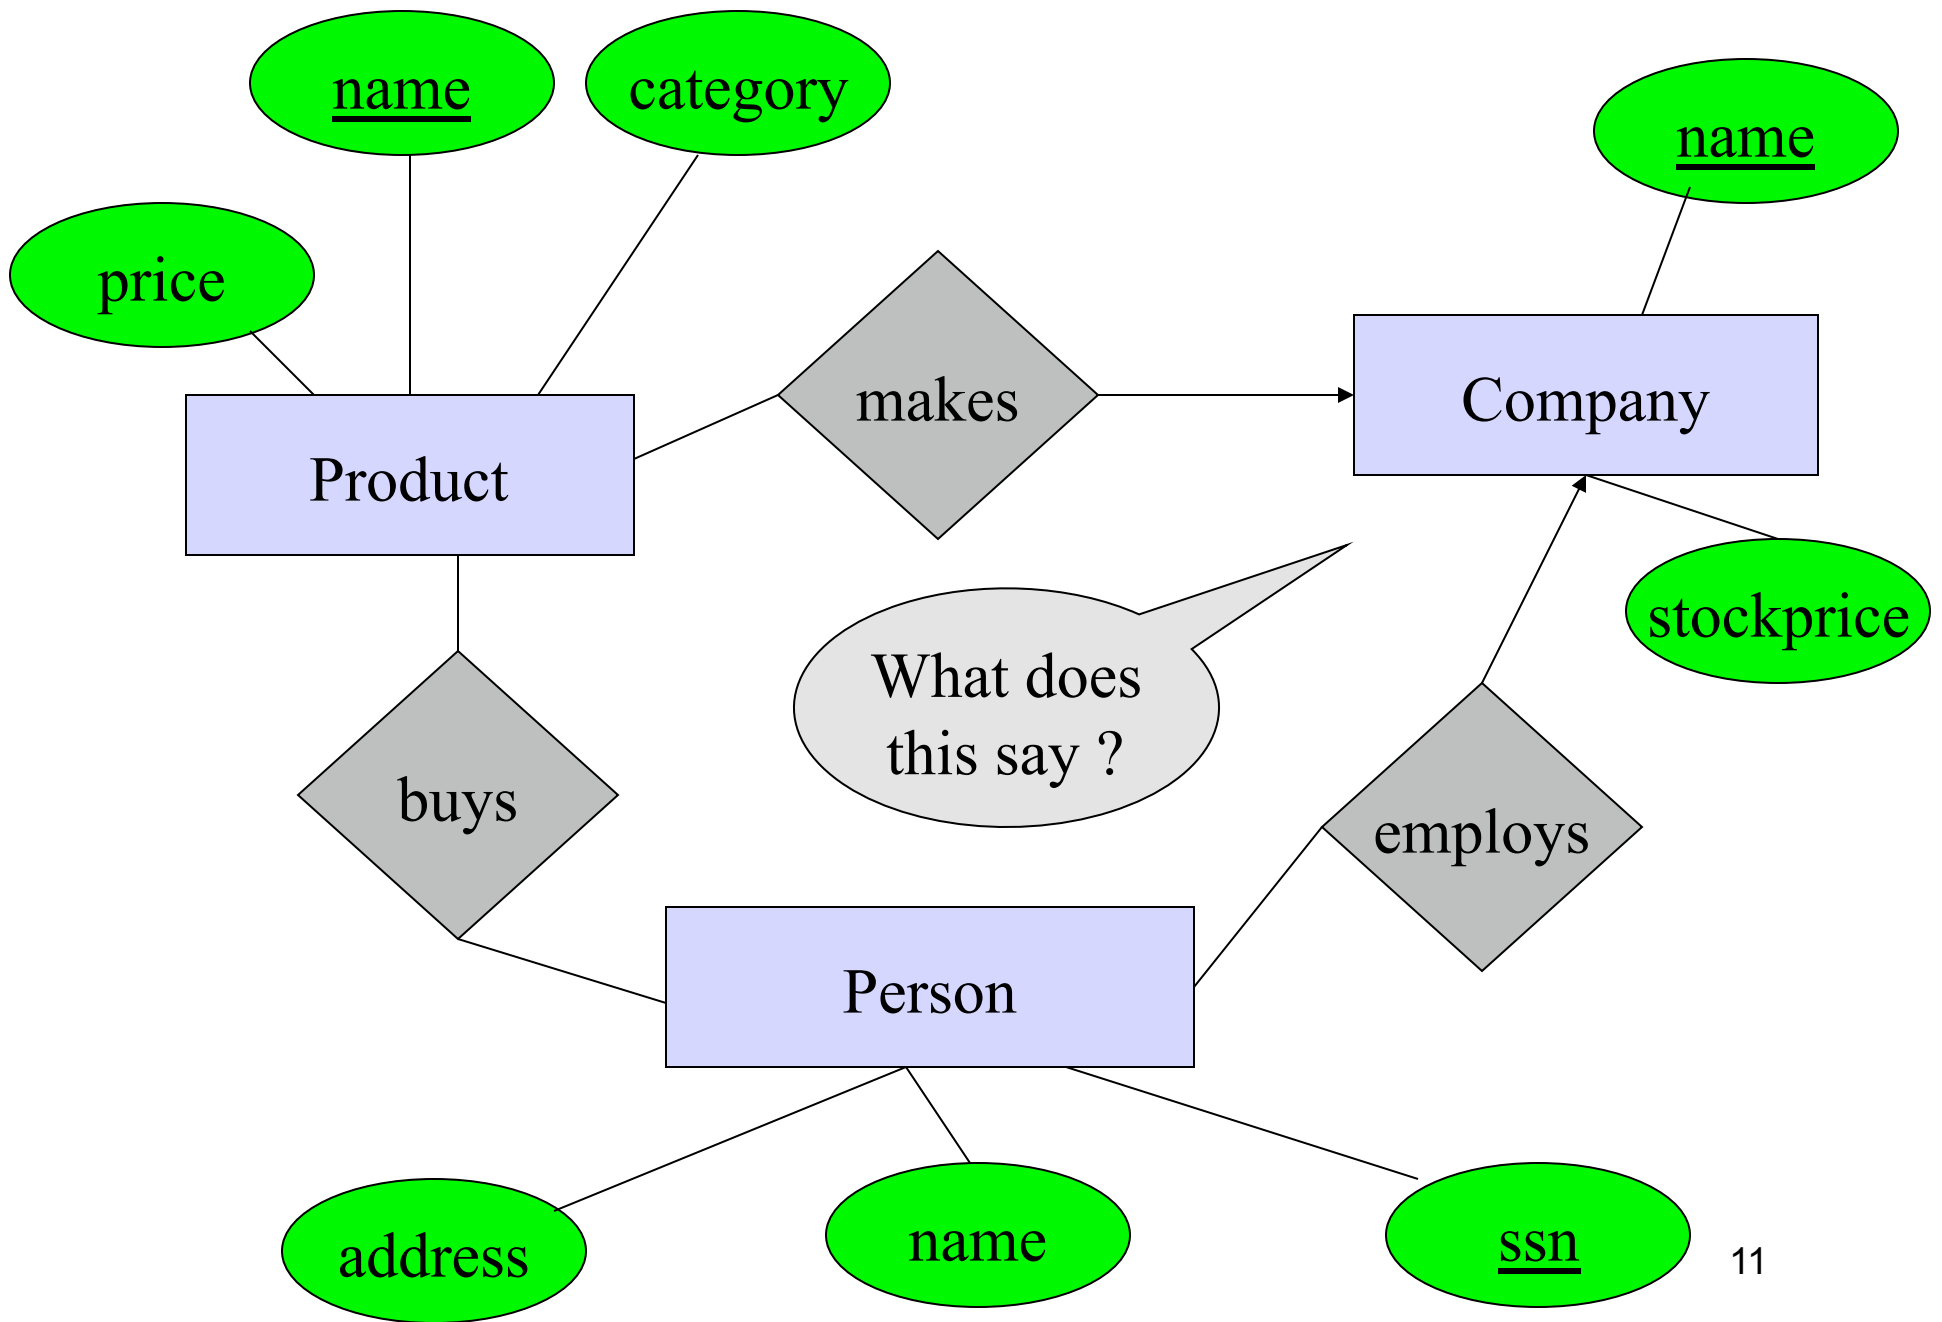 name
category
name
price
makes
Company
Product
stockprice
What does
this say ?
buys
employs
Person
address
name
ssn
11